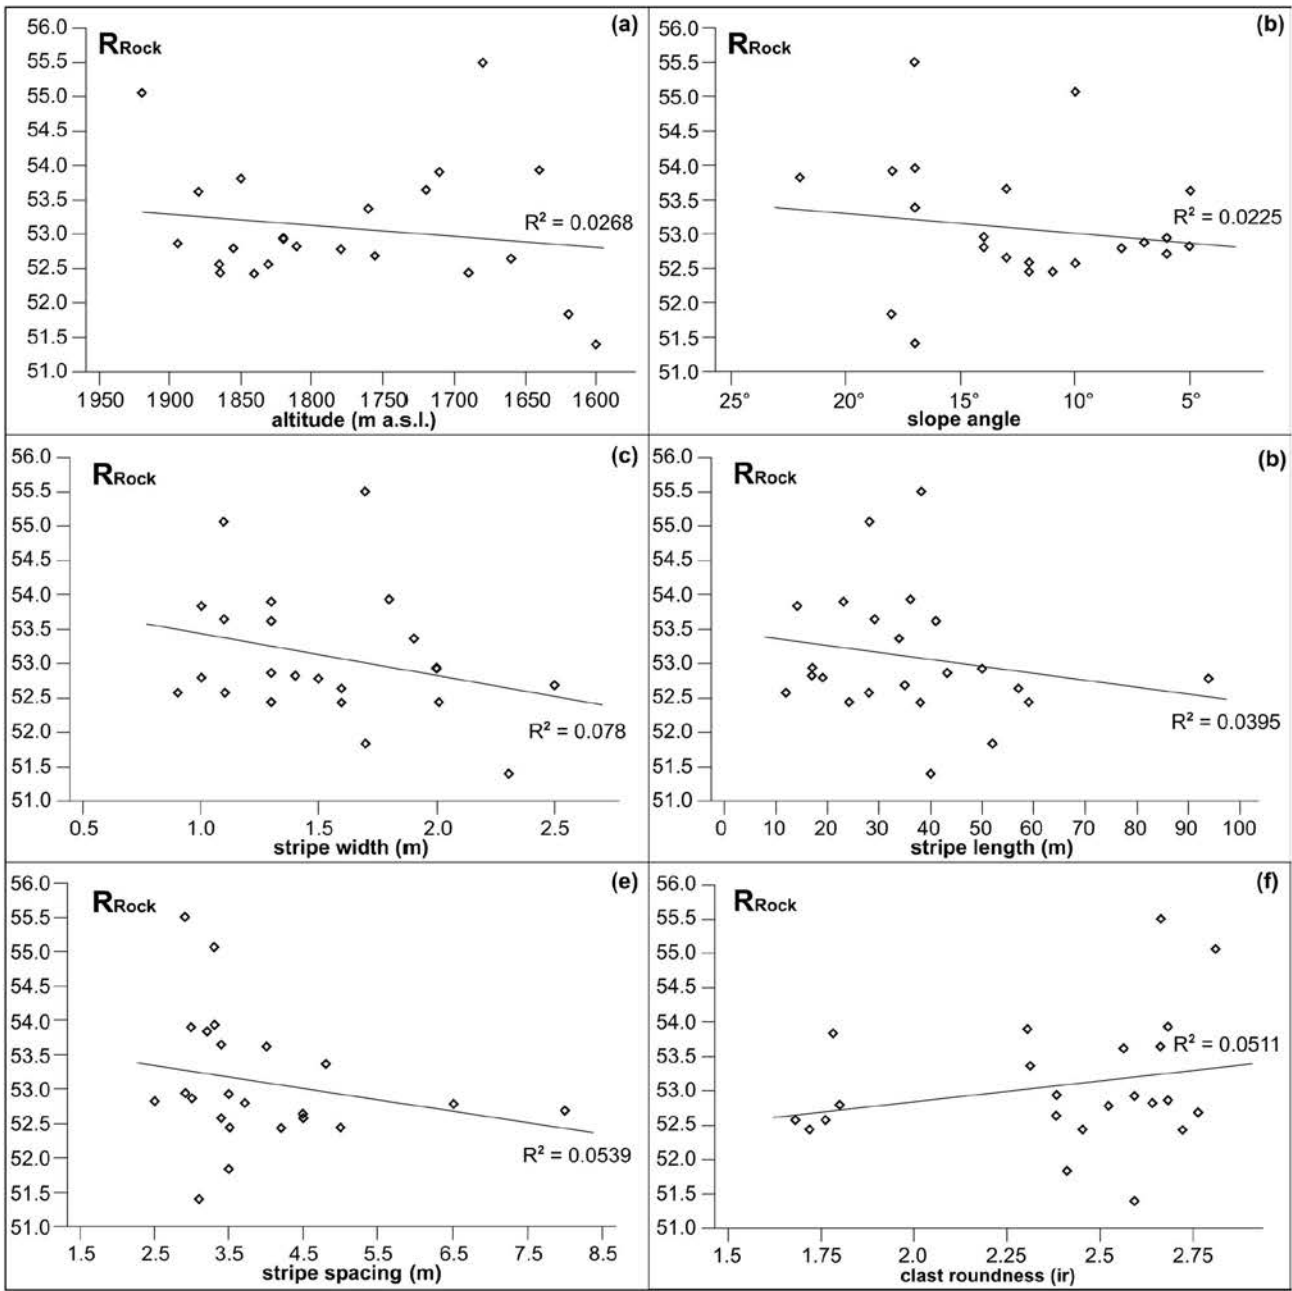 (a)
R_Rock
56.0
55.5
55.0
54.5
54.0
53.5
53.0
52.5
52.0
51.5
51.0
R² = 0.0268
1950 1900 1850 1800 1750 1700 1650 1600
altitude (m a.s.l.)
(b)
R_Rock
56.0
55.5
55.0
54.5
54.0
53.5
53.0
52.5
52.0
51.5
51.0
R² = 0.0225
25° 20° 15° 10° 5°
slope angle
(c)
R_Rock
56.0
55.5
55.0
54.5
54.0
53.5
53.0
52.5
52.0
51.5
51.0
R² = 0.078
0.5 1.0 1.5 2.0 2.5
stripe width (m)
(b)
R_Rock
56.0
55.5
55.0
54.5
54.0
53.5
53.0
52.5
52.0
51.5
51.0
R² = 0.0395
0 10 20 30 40 50 60 70 80 90 100
stripe length (m)
(e)
R_Rock
56.0
55.5
55.0
54.5
54.0
53.5
53.0
52.5
52.0
51.5
51.0
R² = 0.0539
1.5 2.5 3.5 4.5 5.5 6.5 7.5 8.5
stripe spacing (m)
(f)
R_Rock
56.0
55.5
55.0
54.5
54.0
53.5
53.0
52.5
52.0
51.5
51.0
R² = 0.0511
1.5 1.75 2.0 2.25 2.5 2.75
clast roundness (ir)